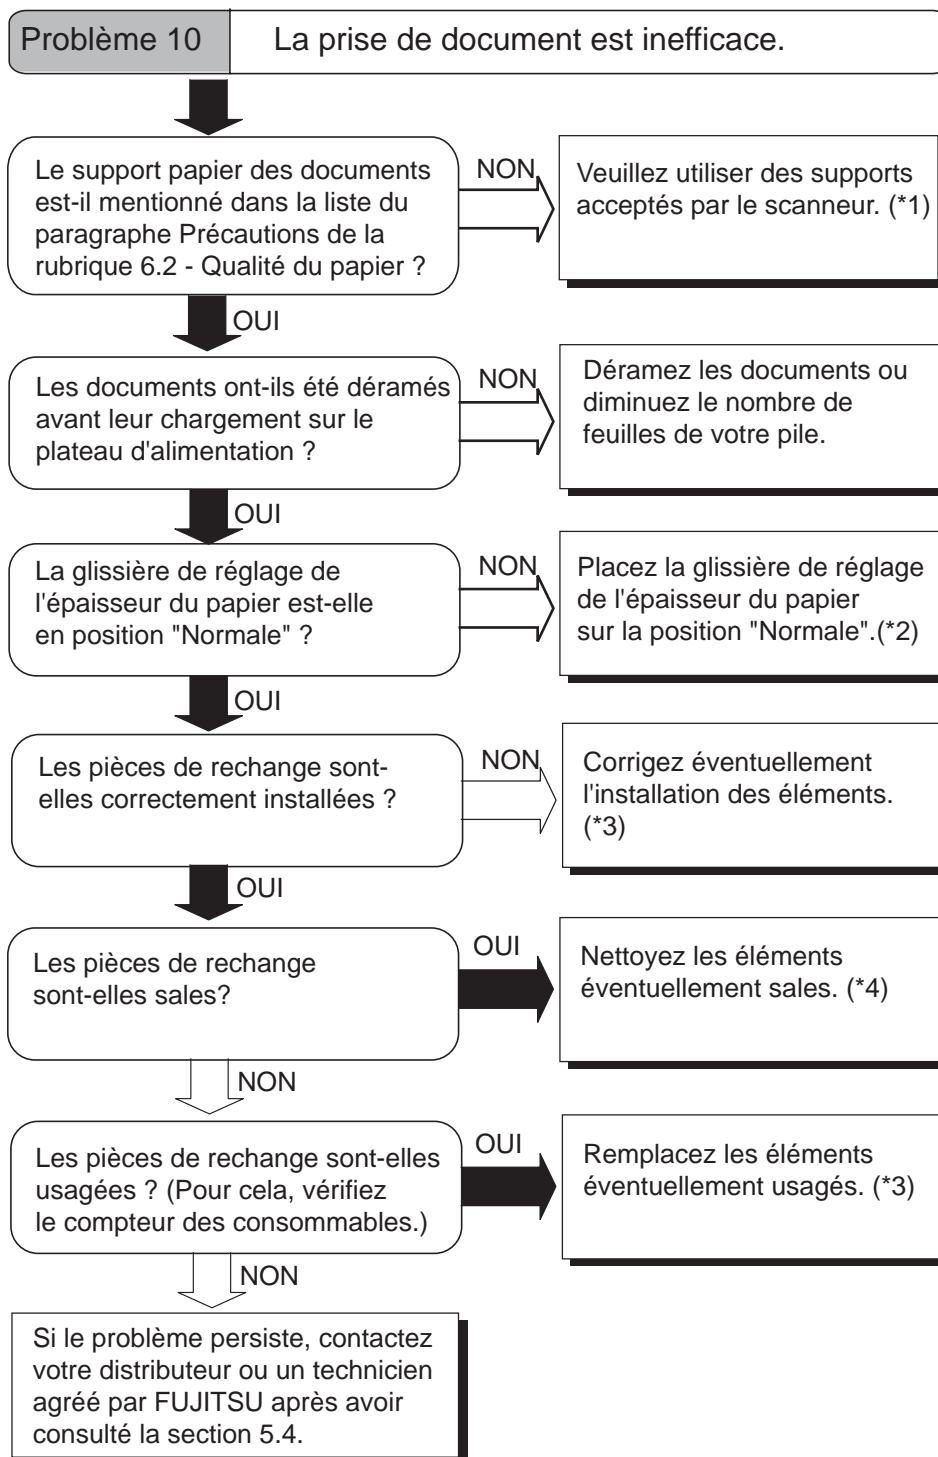 Problème 10
La prise de document est inefficace.
Le support papier des documents
est-il mentionné dans la liste du
paragraphe Précautions de la
rubrique 6.2 - Qualité du papier ?
NON
Veuillez utiliser des supports
acceptés par le scanneur. (*1)
OUI
Les documents ont-ils été déramés
avant leur chargement sur le
plateau d'alimentation ?
NON
Déramez les documents ou
diminuez le nombre de
feuilles de votre pile.
OUI
La glissière de réglage de
l'épaisseur du papier est-elle
en position "Normale" ?
NON
Placez la glissière de réglage
de l'épaisseur du papier
sur la position "Normale".(*2)
OUI
Les pièces de rechange sont-
elles correctement installées ?
NON
Corrigez éventuellement
l'installation des éléments.
(*3)
OUI
Les pièces de rechange
sont-elles sales?
OUI
Nettoyez les éléments
éventuellement sales. (*4)
NON
Les pièces de rechange sont-elles
usagées ? (Pour cela, vérifiez
le compteur des consommables.)
OUI
Remplacez les éléments
éventuellement usagés. (*3)
NON
Si le problème persiste, contactez
votre distributeur ou un technicien
agréé par FUJITSU après avoir
consulté la section 5.4.